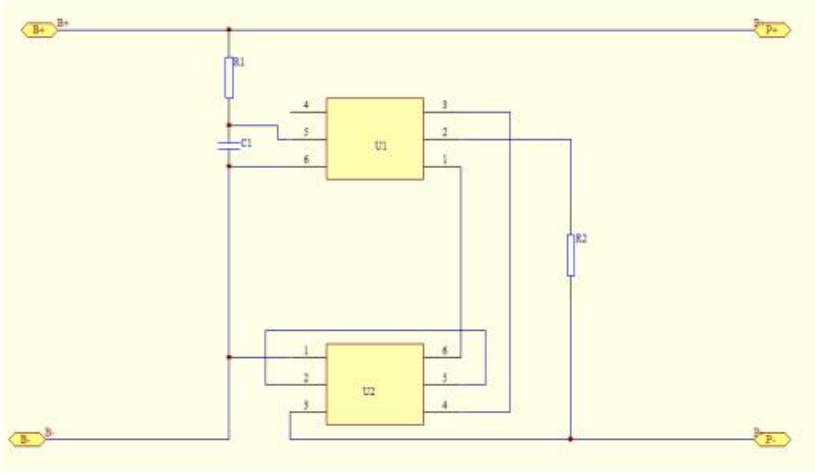 B+ B+ P+ P+
R1
4 3
5 2
C1 U1
6 1
R2
1 6
2 5
U2
3 4
B- B- P- P-